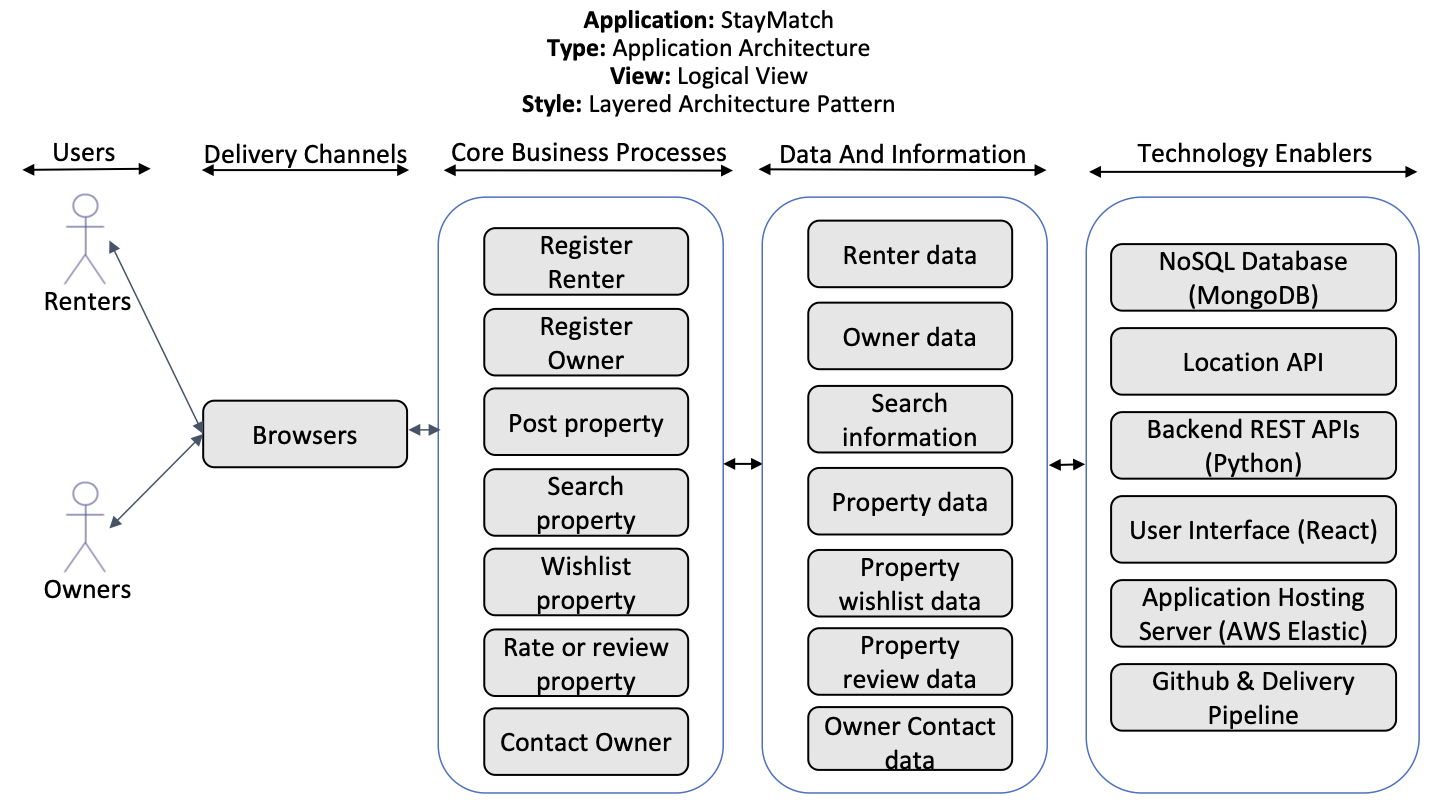 Application: StayMatch
Type: Application Architecture
View: Logical View
Style: Layered Architecture Pattern
Users
Delivery Channels
Core Business Processes
Data And Information
Technology Enablers
Renters
Owners
Browsers
Register
Renter
Register
Owner
Post property
Search
property
Wishlist
property
Rate or review
property
Contact Owner
Renter data
Owner data
Search
information
Property data
Property
wishlist data
Property
review data
Owner Contact
data
NoSQL Database
(MongoDB)
Location API
Backend REST APIs
(Python)
User Interface (React)
Application Hosting
Server (AWS Elastic)
Github & Delivery
Pipeline